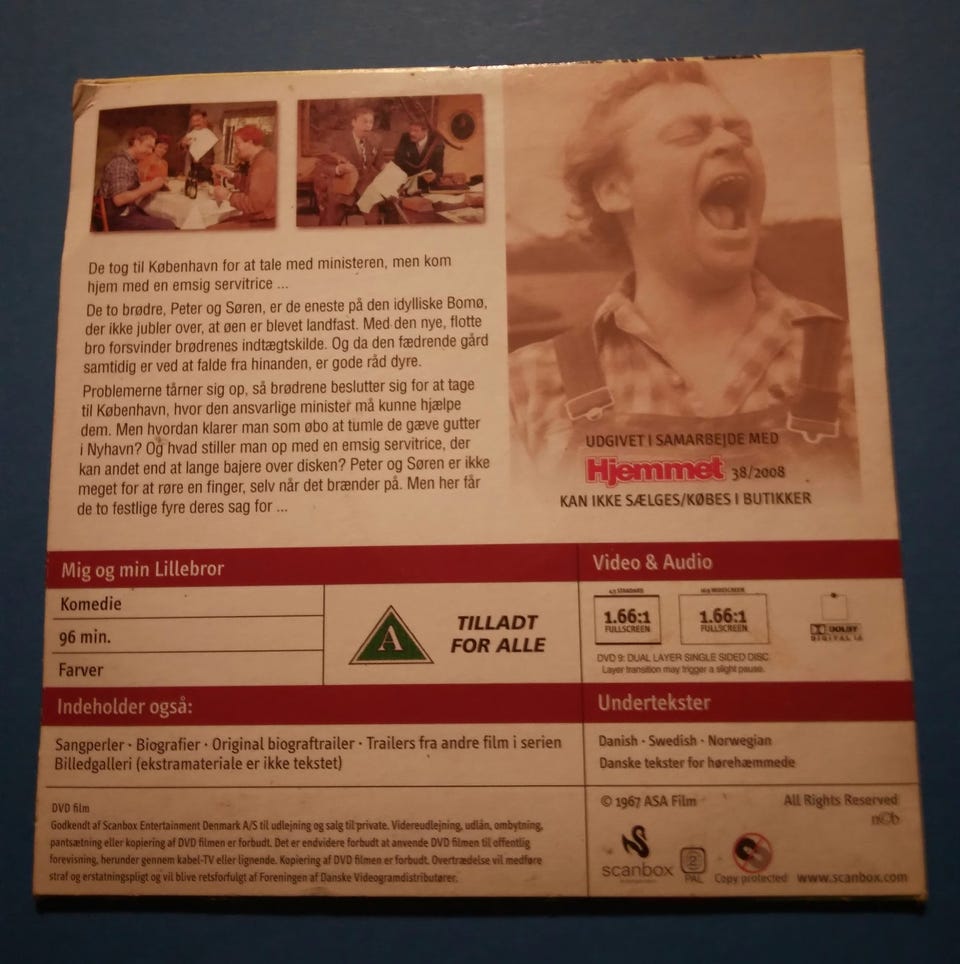 De tog til København for at tale med ministeren, men kom
hjem med en emsig servitrice ...
De to brødre, Peter og Søren, er de eneste på den idylliske Bomø,
der ikke jubler over, at øen er blevet landfast. Med den nye, flotte
bro forsvinder brødrenes indtægtskilde. Og da den fædrende gård
samtidig er ved at falde fra hinanden, er gode råd dyre.
Problemerne tårner sig op, så brødrene beslutter sig for at tage
til København, hvor den ansvarlige minister må kunne hjælpe
dem. Men hvordan klarer man som øbo at tumle de gæve gutter
i Nyhavn? Og hvad stiller man op med en emsig servitrice, der
kan andet end at lange bajere over disken? Peter og Søren er ikke
meget for at røre en finger, selv når det brænder på. Men her får
de to festlige fyre deres sag for ...
UDGIVET I SAMARBEJDE MED
Hjemmet 38/2008
KAN IKKE SÆLGES/KØBES I BUTIKKER
Mig og min Lillebror
Komedie
96 min.
Farver
A
TILLADT
FOR ALLE
Video & Audio
4:3 STANDARD
1.66:1
FULLSCREEN
16:9 WIDESCREEN
1.66:1
FULLSCREEN
DOLBY
DIGITAL
DVD 9: DUAL LAYER SINGLE SIDED DISC.
Layer transition may trigger a slight pause.
Indeholder også:
Sangperler · Biografier · Original biograftrailer · Trailers fra andre film i serien
Billedgalleri (ekstramateriale er ikke tekstet)
Undertekster
Danish · Swedish · Norwegian
Danske tekster for hørehæmmede
DVD film
Godkendt af Scanbox Entertainment Denmark A/S til udlejning og salg til private. Videreudlejning, udlån, ombytning,
pantsætning eller kopiering af DVD filmen er forbudt. Det er endvidere forbudt at anvende DVD filmen til offentlig
forevisning, herunder gennem kabel-TV eller lignende. Kopiering af DVD filmen er forbudt. Overtrædelse vil medføre
straf og erstatningspligt og vil blive retsforfulgt af Foreningen af Danske Videogramdistributører.
© 1967 ASA Film
All Rights Reserved
ncb
scanbox
2
PAL
Copy protected
www.scanbox.com